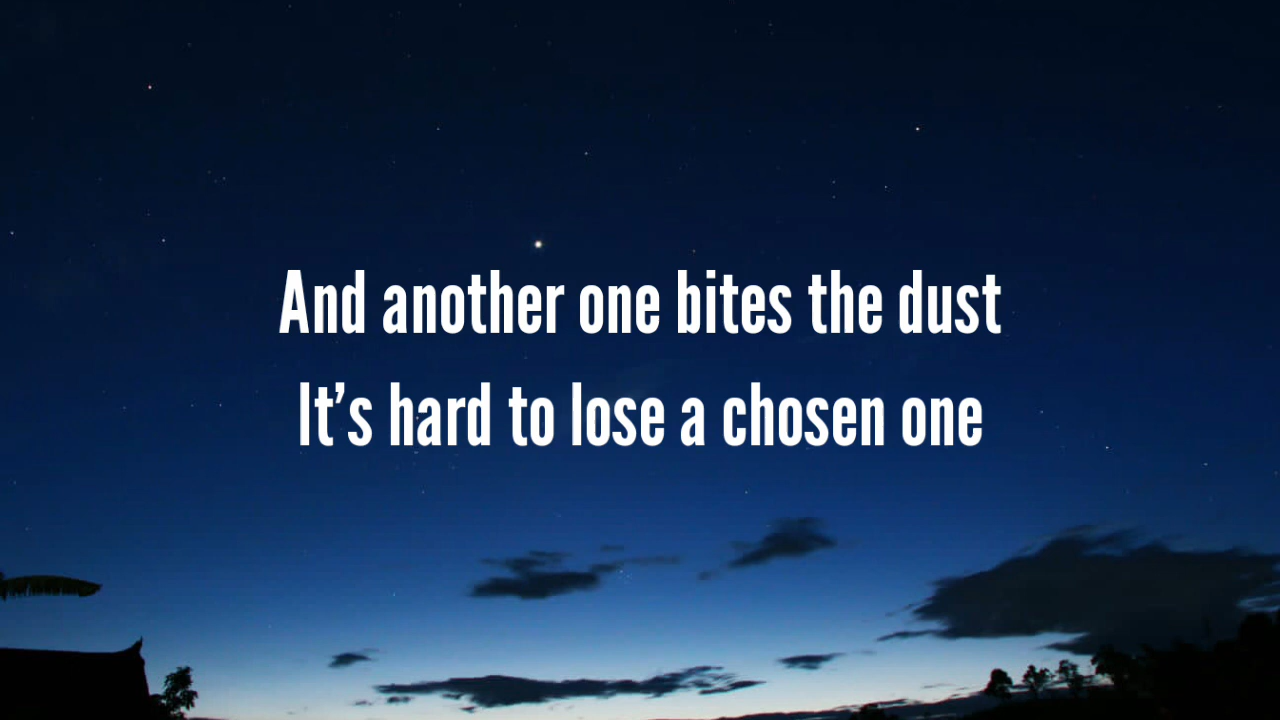 And another one bites the dust
It’s hard to lose a chosen one